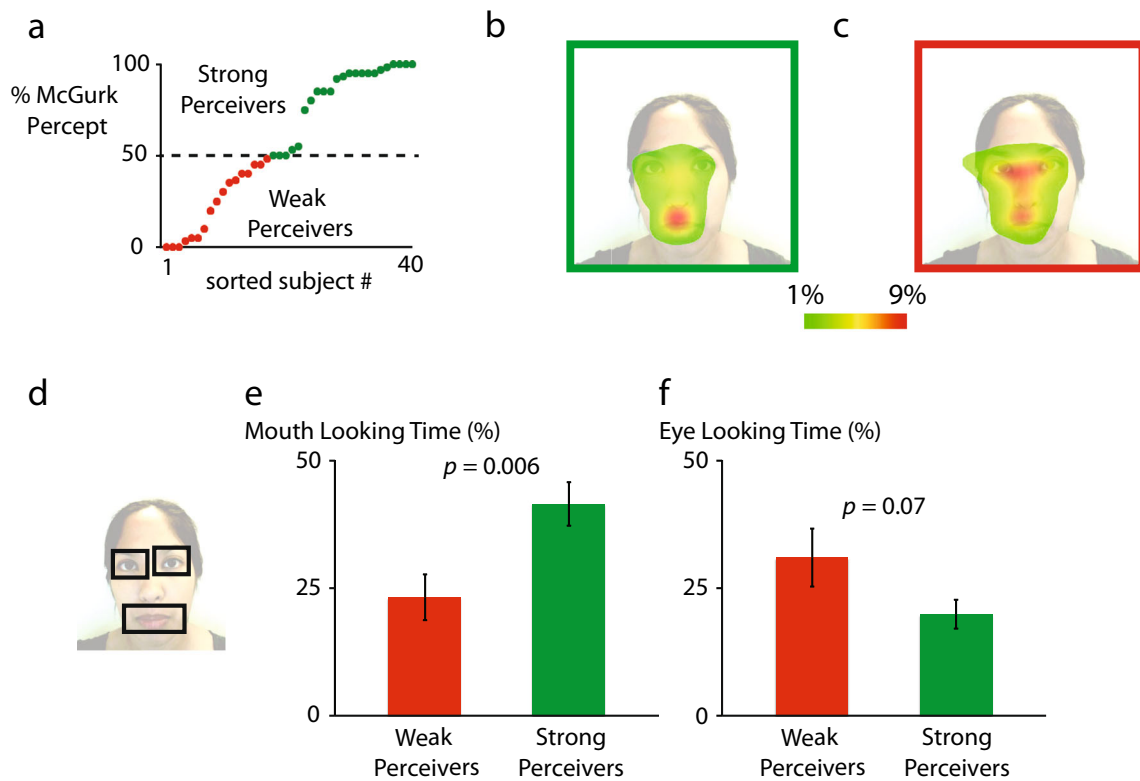 a
b
c
100
% McGurk
Percept
Strong
Perceivers
50
Weak
Perceivers
0
1
40
sorted subject #
1%
9%
d
e
f
Mouth Looking Time (%)
50
p = 0.006
25
0
Weak
Perceivers
Strong
Perceivers
Eye Looking Time (%)
50
p = 0.07
25
0
Weak
Perceivers
Strong
Perceivers